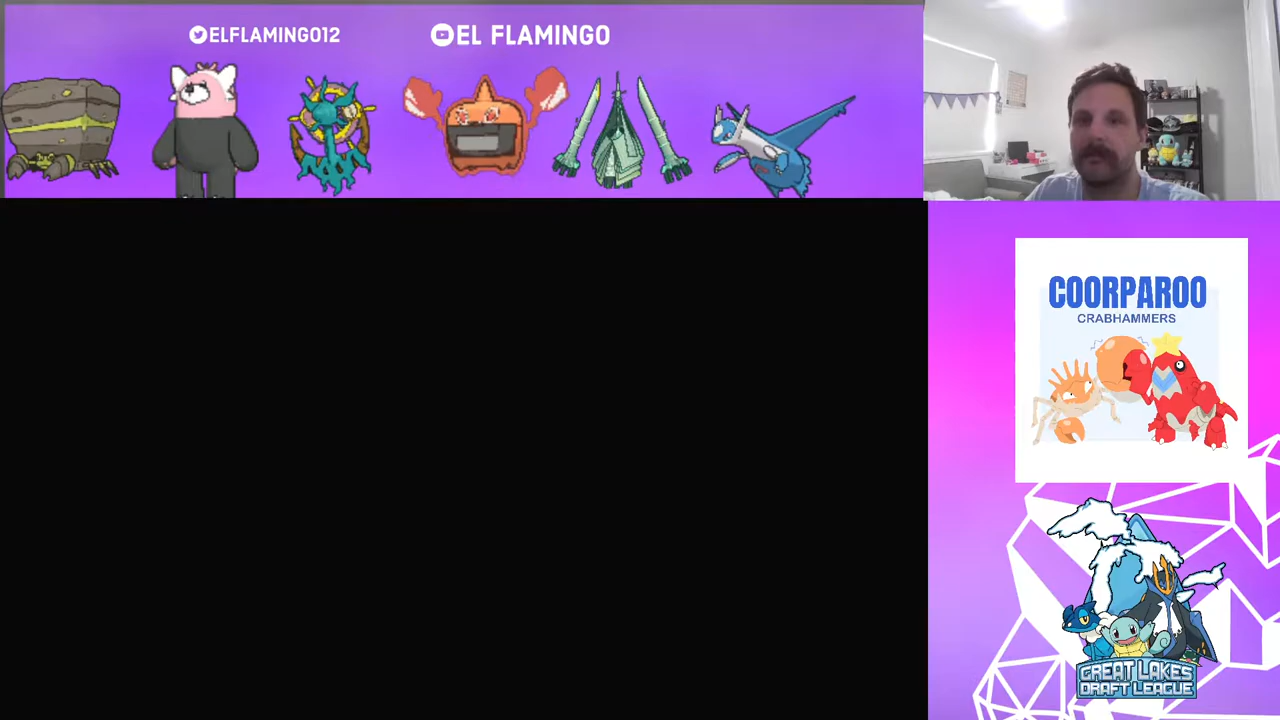 ELFLAMINGO12
EL FLAMINGO
COORPAROO
CRABHAMMERS
GREAT LAKES
DRAFT LEAGUE